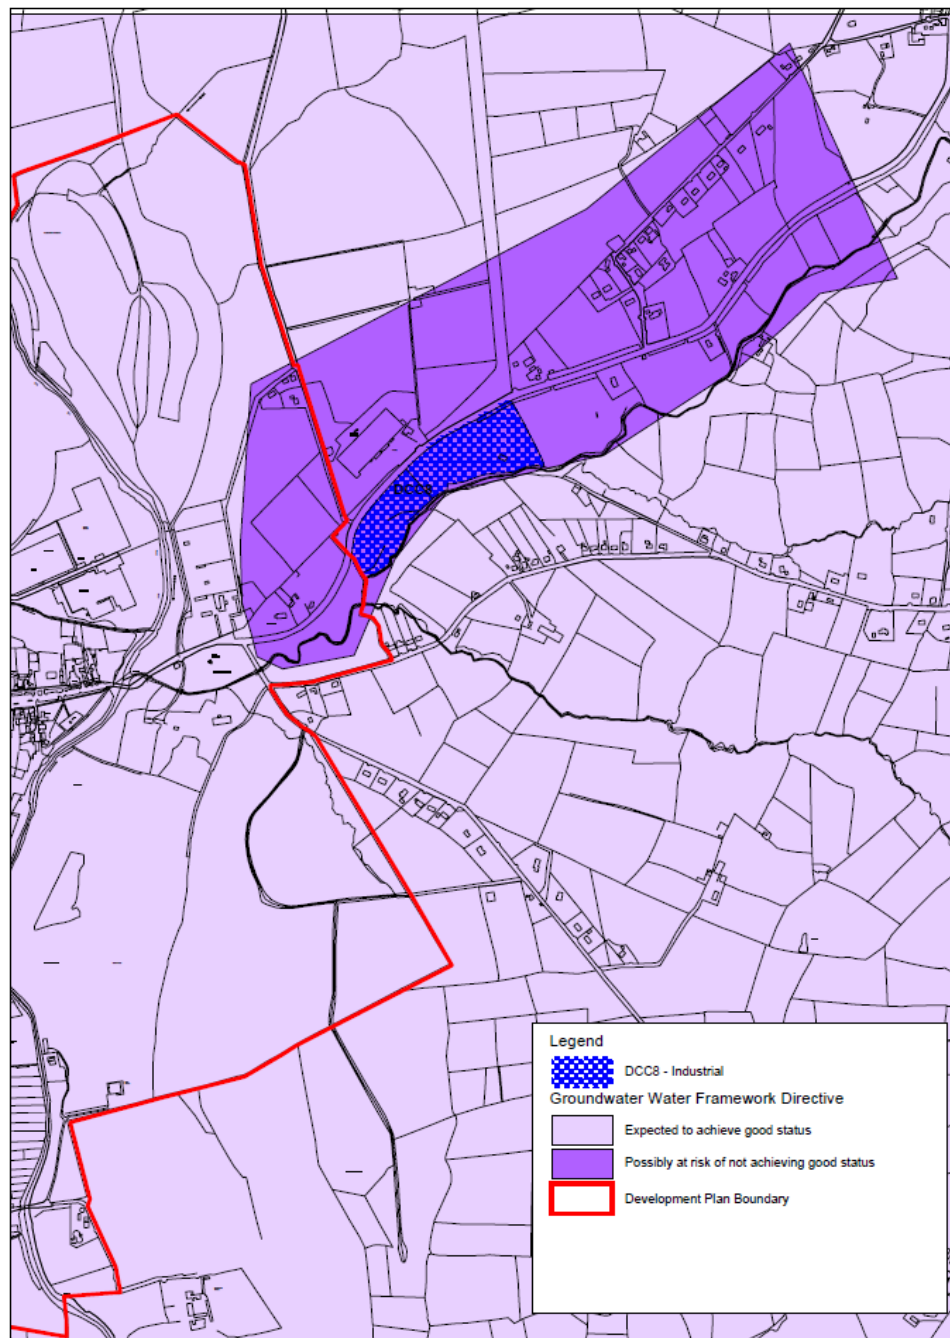 DCC8
Legend
DCC8 - Industrial
Groundwater Water Framework Directive
Expected to achieve good status
Possibly at risk of not achieving good status
Development Plan Boundary